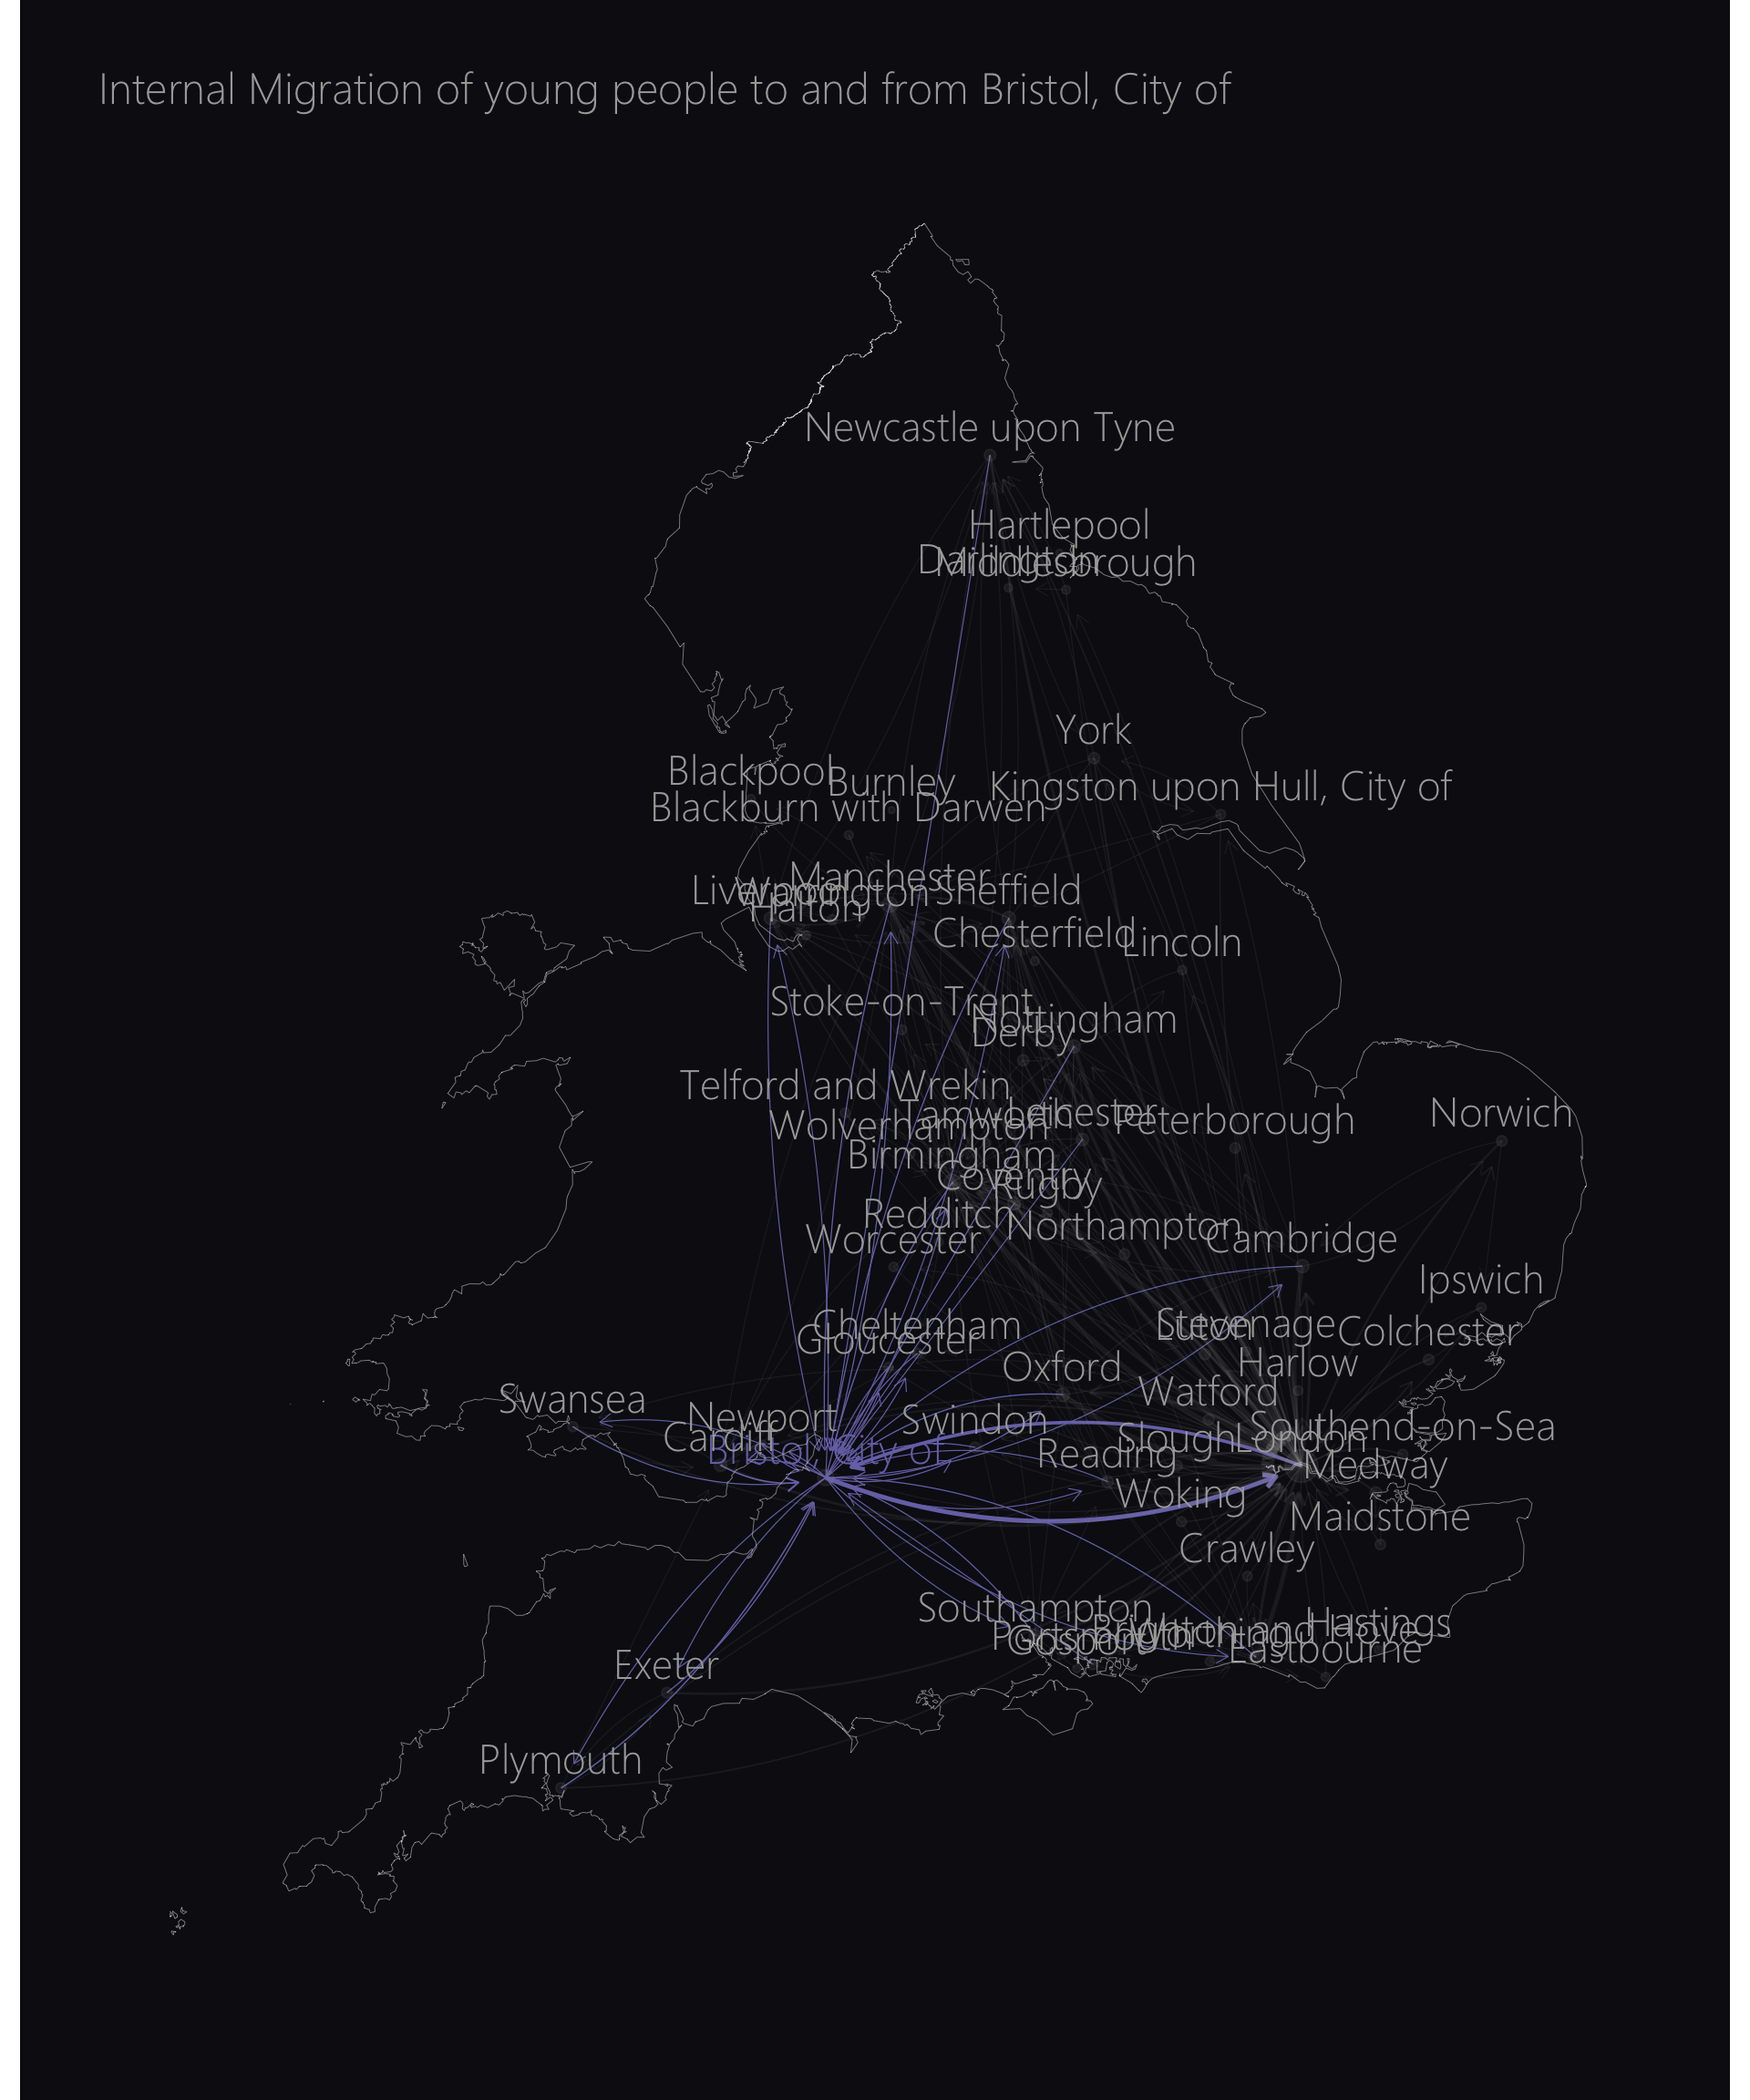 Internal Migration of young people to and from Bristol, City of
Newcastle upon Tyne
Hartlepool
Darlington
Middlesbrough
York
Blackpool
Burnley
Kingston upon Hull, City of
Blackburn with Darwen
Manchester
Liverpool
Warrington
Sheffield
Halton
Chesterfield
Lincoln
Stoke-on-Trent
Nottingham
Derby
Telford and Wrekin
Tamworth
Leicester
Peterborough
Norwich
Wolverhampton
Birmingham
Coventry
Rugby
Redditch
Northampton
Worcester
Cambridge
Ipswich
Cheltenham
Gloucester
Luton
Stevenage
Colchester
Oxford
Harlow
Watford
Swansea
Newport
Swindon
Southend-on-Sea
Cardiff
Bristol, City of
Reading
Slough
London
Medway
Woking
Maidstone
Crawley
Southampton
Portsmouth
Gosport
Brighton and Hove
Worthing
Hastings
Eastbourne
Exeter
Plymouth